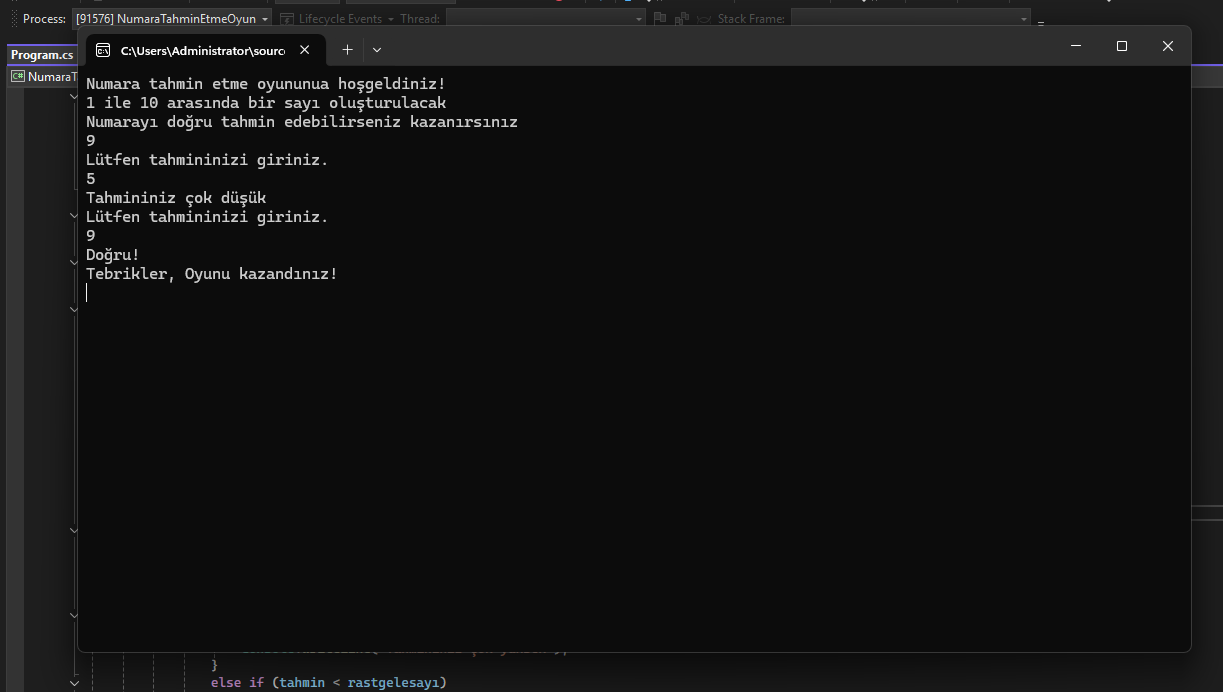 Process: [91576] NumaraTahminEtmeOyun Lifecycle Events Thread: Stack Frame:
Program.cs
C:\Users\Administrator\sourc
C# NumaraT
Numara tahmin etme oyununua hoşgeldiniz!
1 ile 10 arasında bir sayı oluşturulacak
Numarayı doğru tahmin edebilirseniz kazanırsınız
9
Lütfen tahmininizi giriniz.
5
Tahmininiz çok düşük
Lütfen tahmininizi giriniz.
9
Doğru!
Tebrikler, Oyunu kazandınız!
}
else if (tahmin < rastgelesayı)